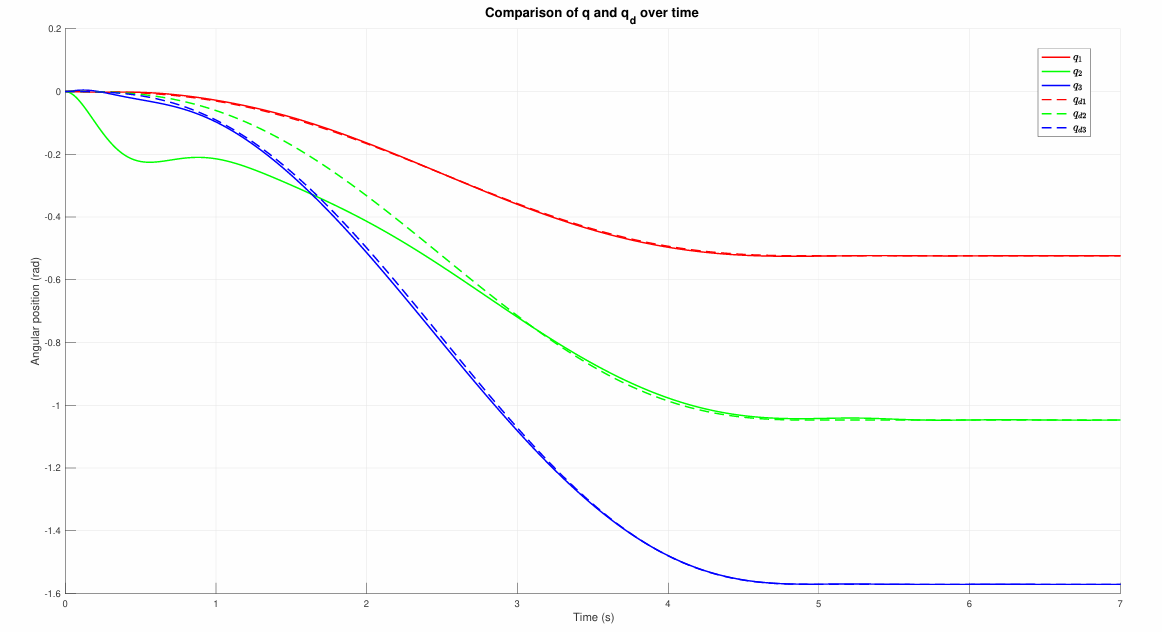 Comparison of q and q_d over time
0.2
0
-0.2
-0.4
-0.6
-0.8
-1
-1.2
-1.4
-1.6
Angular position (rad)
0 1 2 3 4 5 6 7
Time (s)
q1
q2
q3
qd1
qd2
qd3